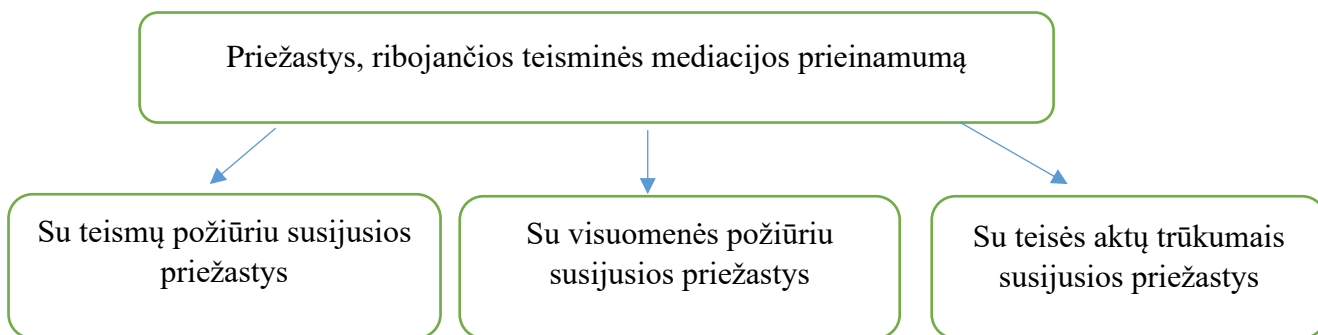 Priežastys, ribojančios teisminės mediacijos prieinamumą
Su teismų požiūriu susijusios
priežastys
Su visuomenės požiūriu
susijusios priežastys
Su teisės aktų trūkumais
susijusios priežastys